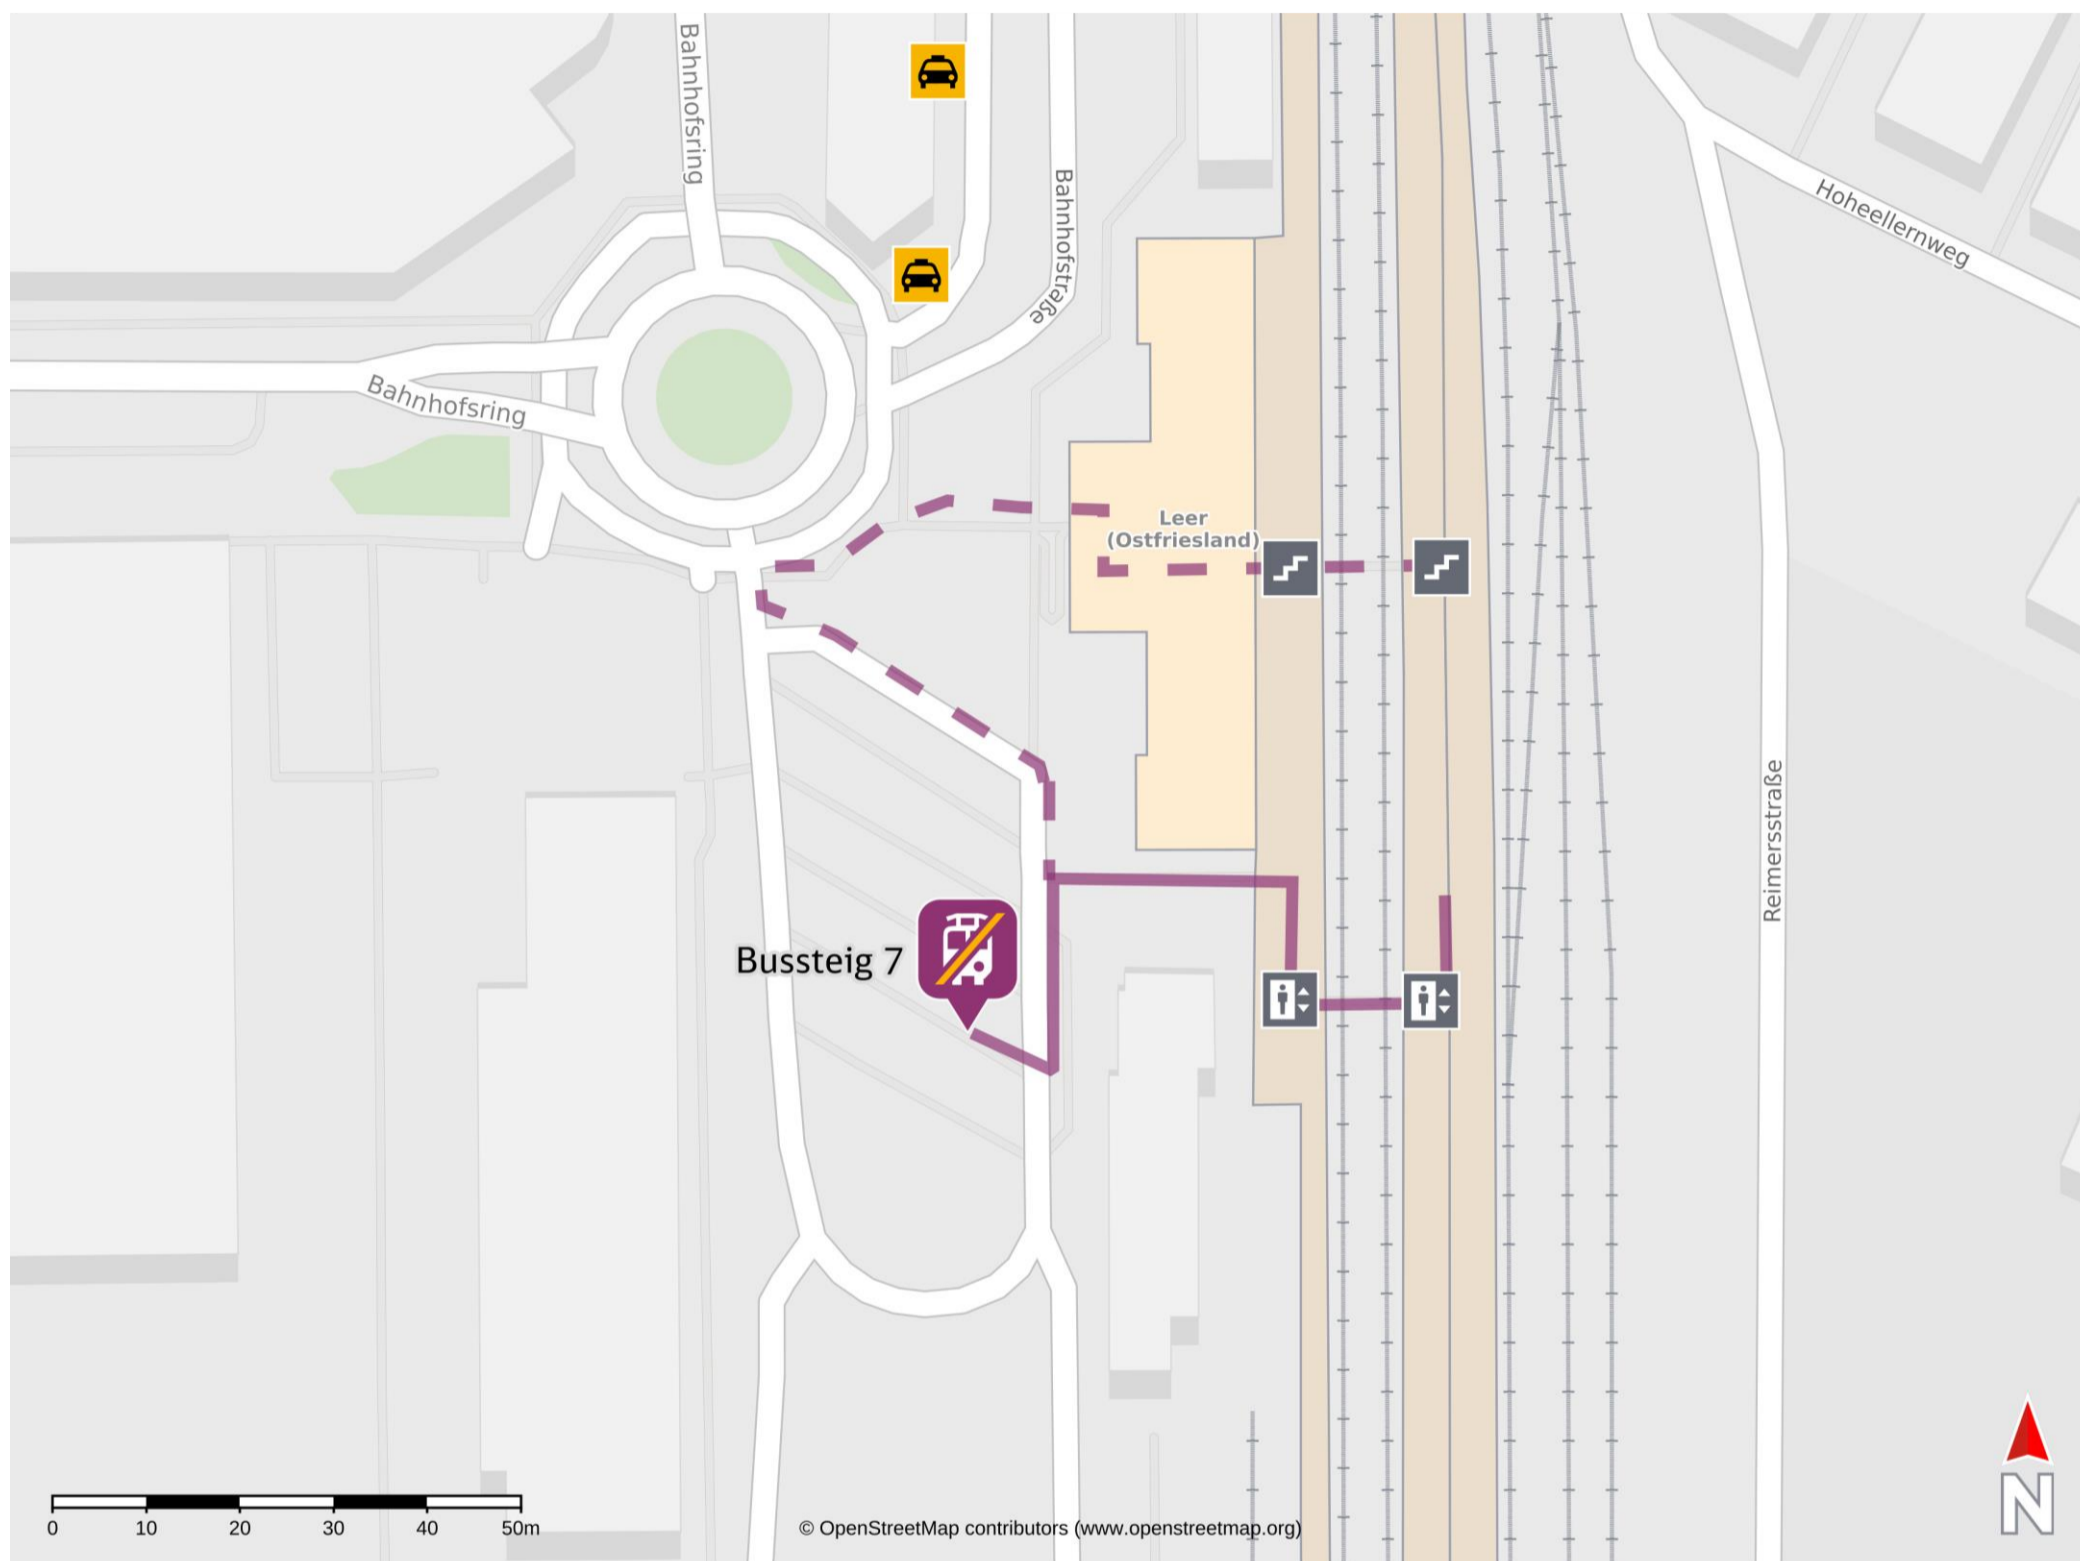 Bahnhofsring
Bahnhofstraße
Hoheellernweg
Bahnhofsring
Leer
(Ostfriesland)
Reimersstraße
Bussteig 7
0 10 20 30 40 50m
© OpenStreetMap contributors (www.openstreetmap.org)
N